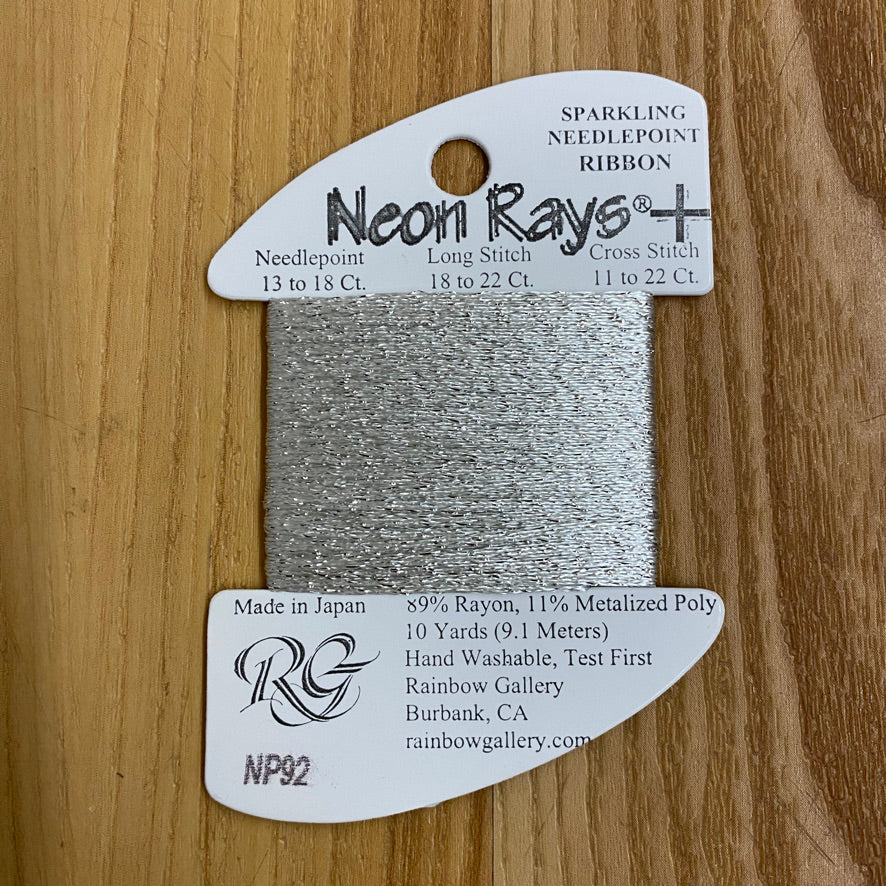 SPARKLING
NEEDLEPOINT
RIBBON
Neon Rays®+
Needlepoint Long Stitch Cross Stitch
13 to 18 Ct. 18 to 22 Ct. 11 to 22 Ct.
Made in Japan
89% Rayon, 11% Metalized Poly
10 Yards (9.1 Meters)
Hand Washable, Test First
Rainbow Gallery
Burbank, CA
rainbowgallery.com
RG
NP92